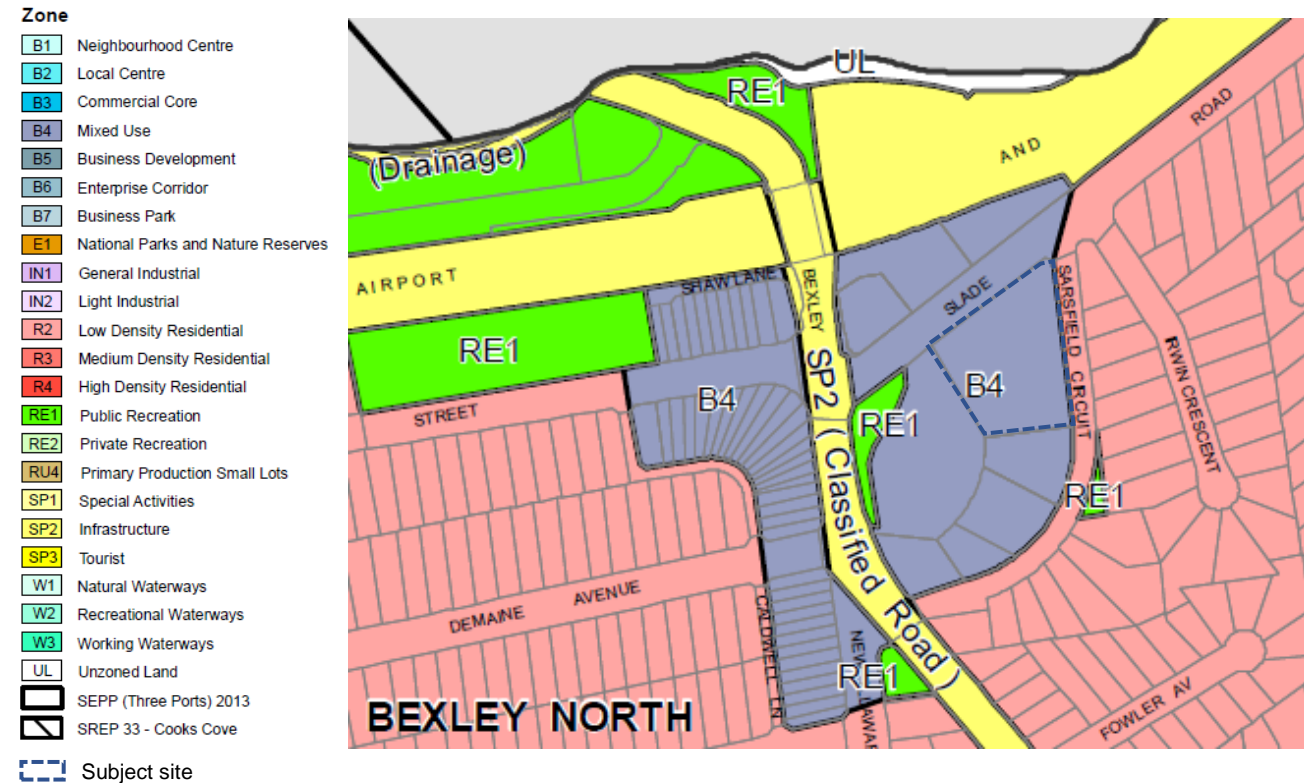 Zone
B1 Neighbourhood Centre
B2 Local Centre
B3 Commercial Core
B4 Mixed Use
B5 Business Development
B6 Enterprise Corridor
B7 Business Park
E1 National Parks and Nature Reserves
IN1 General Industrial
IN2 Light Industrial
R2 Low Density Residential
R3 Medium Density Residential
R4 High Density Residential
RE1 Public Recreation
RE2 Private Recreation
RU4 Primary Production Small Lots
SP1 Special Activities
SP2 Infrastructure
SP3 Tourist
W1 Natural Waterways
W2 Recreational Waterways
W3 Working Waterways
UL Unzoned Land
SEPP (Three Ports) 2013
SREP 33 - Cooks Cove
Subject site
UL
RE1
ROAD
AND
(Drainage)
AIRPORT
SHAW LANE
BEXLEY
SLADE
SARSFIELD CIRCUIT
RWIN CRESCENT
RE1
SP2 ( Classified Road )
B4
B4
STREET
RE1
RE1
DEMAINE AVENUE
CALDWELL LN
NEW
RE1
AWAR
FOWLER AV
BEXLEY NORTH